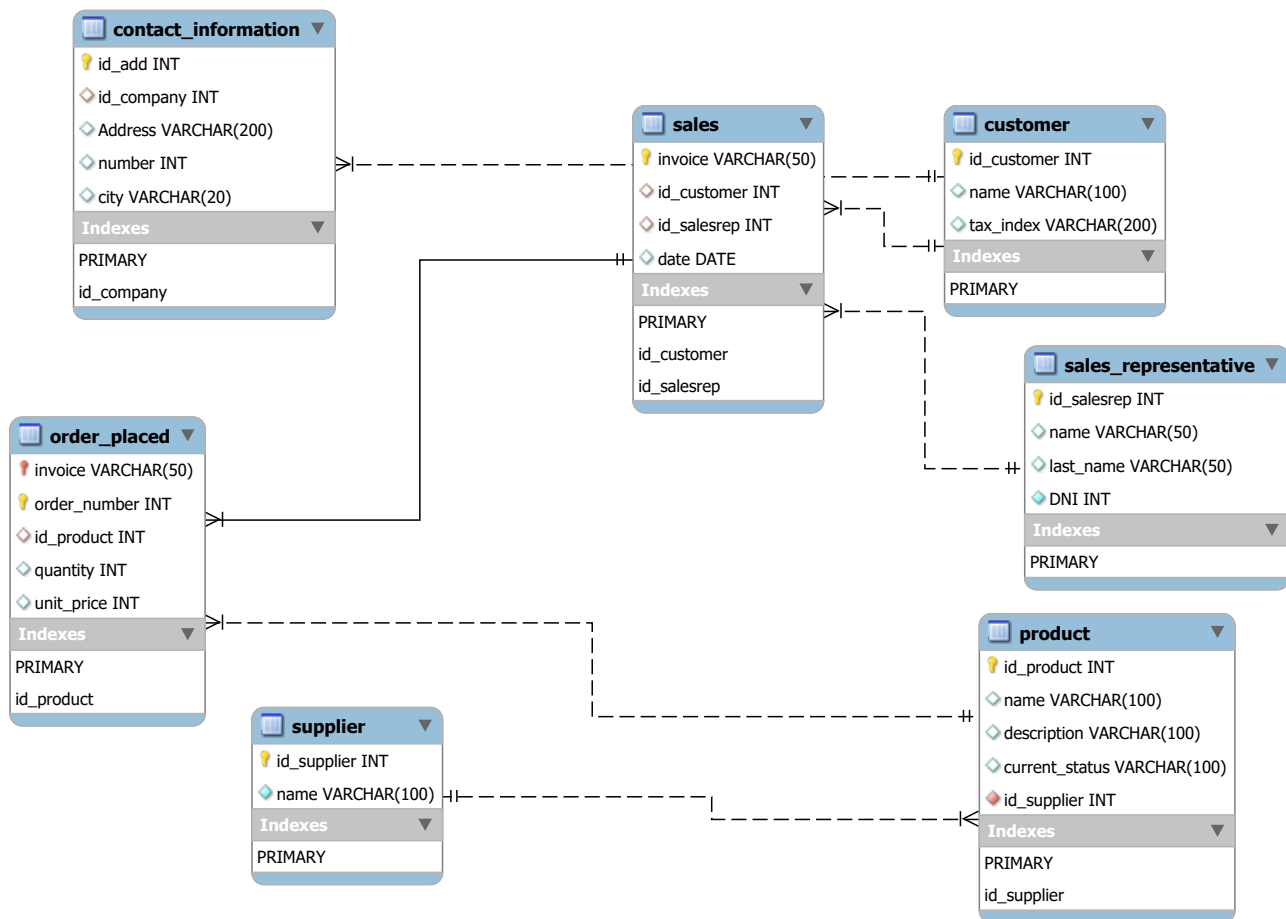 contact_information
id_add INT
id_company INT
Address VARCHAR(200)
number INT
city VARCHAR(20)
Indexes
PRIMARY
id_company
sales
invoice VARCHAR(50)
id_customer INT
id_salesrep INT
date DATE
Indexes
PRIMARY
id_customer
id_salesrep
customer
id_customer INT
name VARCHAR(100)
tax_index VARCHAR(200)
Indexes
PRIMARY
sales_representative
id_salesrep INT
name VARCHAR(50)
last_name VARCHAR(50)
DNI INT
Indexes
PRIMARY
order_placed
invoice VARCHAR(50)
order_number INT
id_product INT
quantity INT
unit_price INT
Indexes
PRIMARY
id_product
supplier
id_supplier INT
name VARCHAR(100)
Indexes
PRIMARY
product
id_product INT
name VARCHAR(100)
description VARCHAR(100)
current_status VARCHAR(100)
id_supplier INT
Indexes
PRIMARY
id_supplier